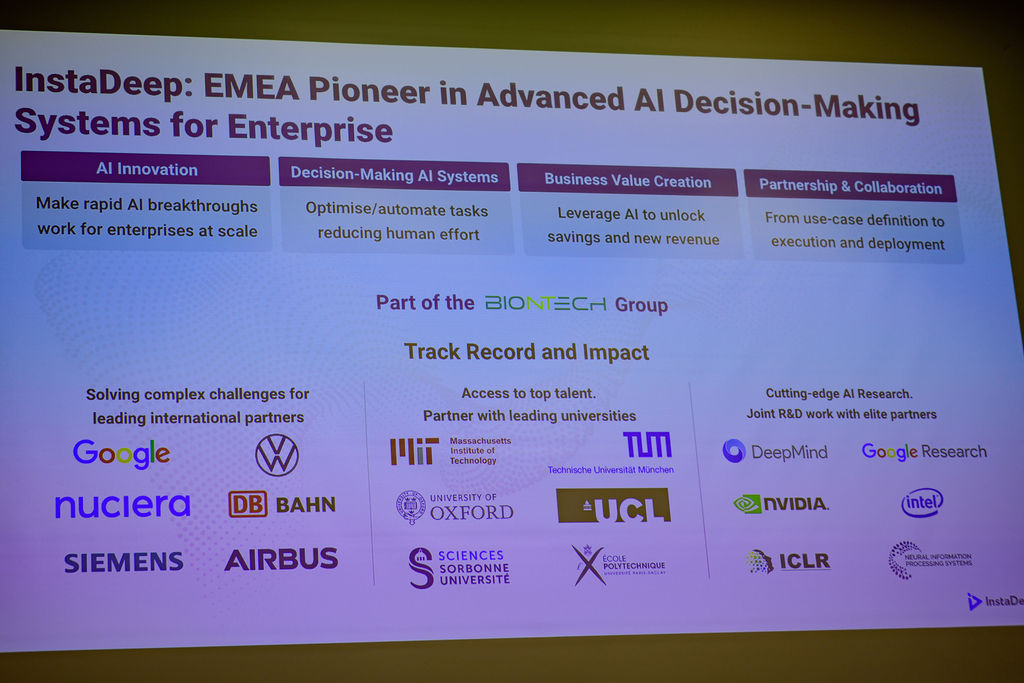 InstaDeep: EMEA Pioneer in Advanced AI Decision-Making
Systems for Enterprise
AI Innovation
Make rapid AI breakthroughs
work for enterprises at scale
Decision-Making AI Systems
Optimise/automate tasks
reducing human effort
Business Value Creation
Leverage AI to unlock
savings and new revenue
Partnership & Collaboration
From use-case definition to
execution and deployment
Part of the BIONTECH Group
Track Record and Impact
Solving complex challenges for
leading international partners
Google
VW
nuclera
DB BAHN
SIEMENS
AIRBUS
Access to top talent.
Partner with leading universities
MIT
Massachusetts
Institute of
Technology
TUM
Technische Universität München
UNIVERSITY OF
OXFORD
UCL
SCIENCES
SORBONNE
UNIVERSITÉ
ÉCOLE
POLYTECHNIQUE
UNIVERSITÉ PARIS-SACLAY
Cutting-edge AI Research.
Joint R&D work with elite partners
DeepMind
Google Research
NVIDIA.
intel
ICLR
NEURAL INFORMATION
PROCESSING SYSTEMS
InstaDe